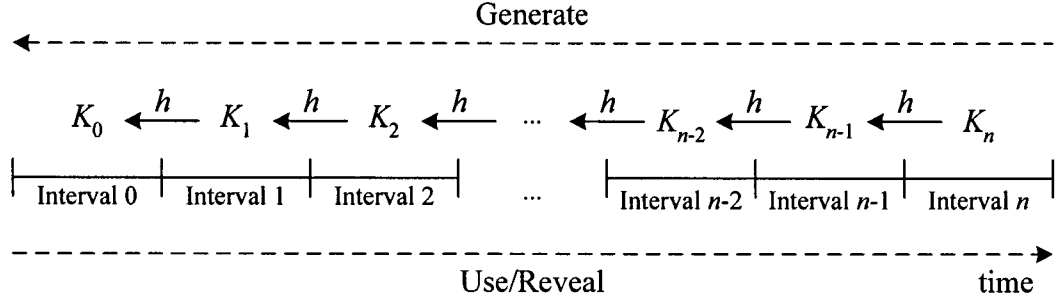 Generate
h h h h h h
K0 K1 K2 ... Kn-2 Kn-1 Kn
Interval 0 Interval 1 Interval 2 ... Interval n-2 Interval n-1 Interval n
Use/Reveal time